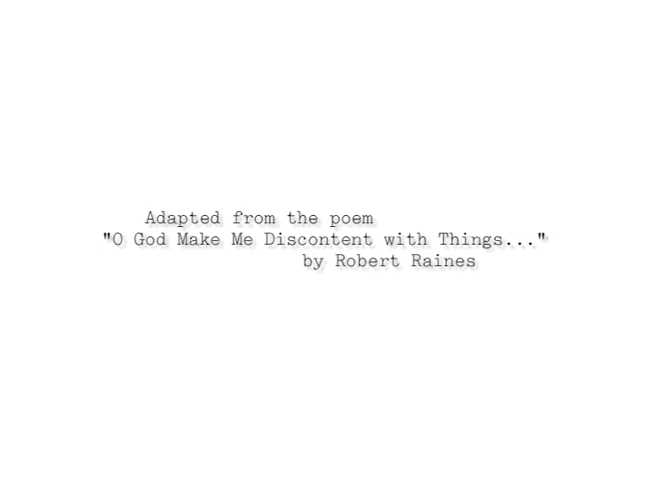 Adapted from the poem
"O God Make Me Discontent with Things..."
by Robert Raines